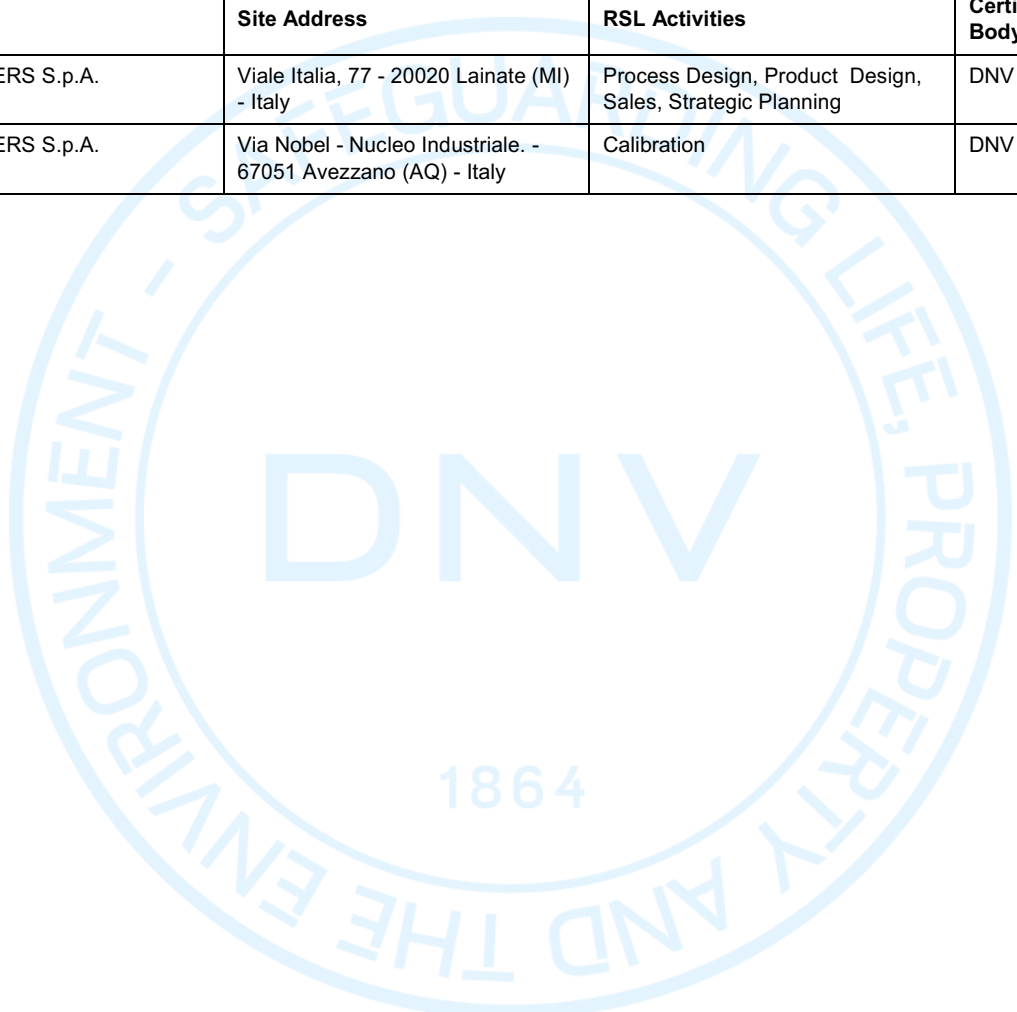 Site Address
RSL Activities
Certi
Body
ERS S.p.A.
Viale Italia, 77 - 20020 Lainate (MI)
- Italy
Process Design, Product Design,
Sales, Strategic Planning
DNV
ERS S.p.A.
Via Nobel - Nucleo Industriale. -
67051 Avezzano (AQ) - Italy
Calibration
DNV
SAFEGUARDING LIFE, PROPERTY AND THE ENVIRONMENT -
DNV
1864